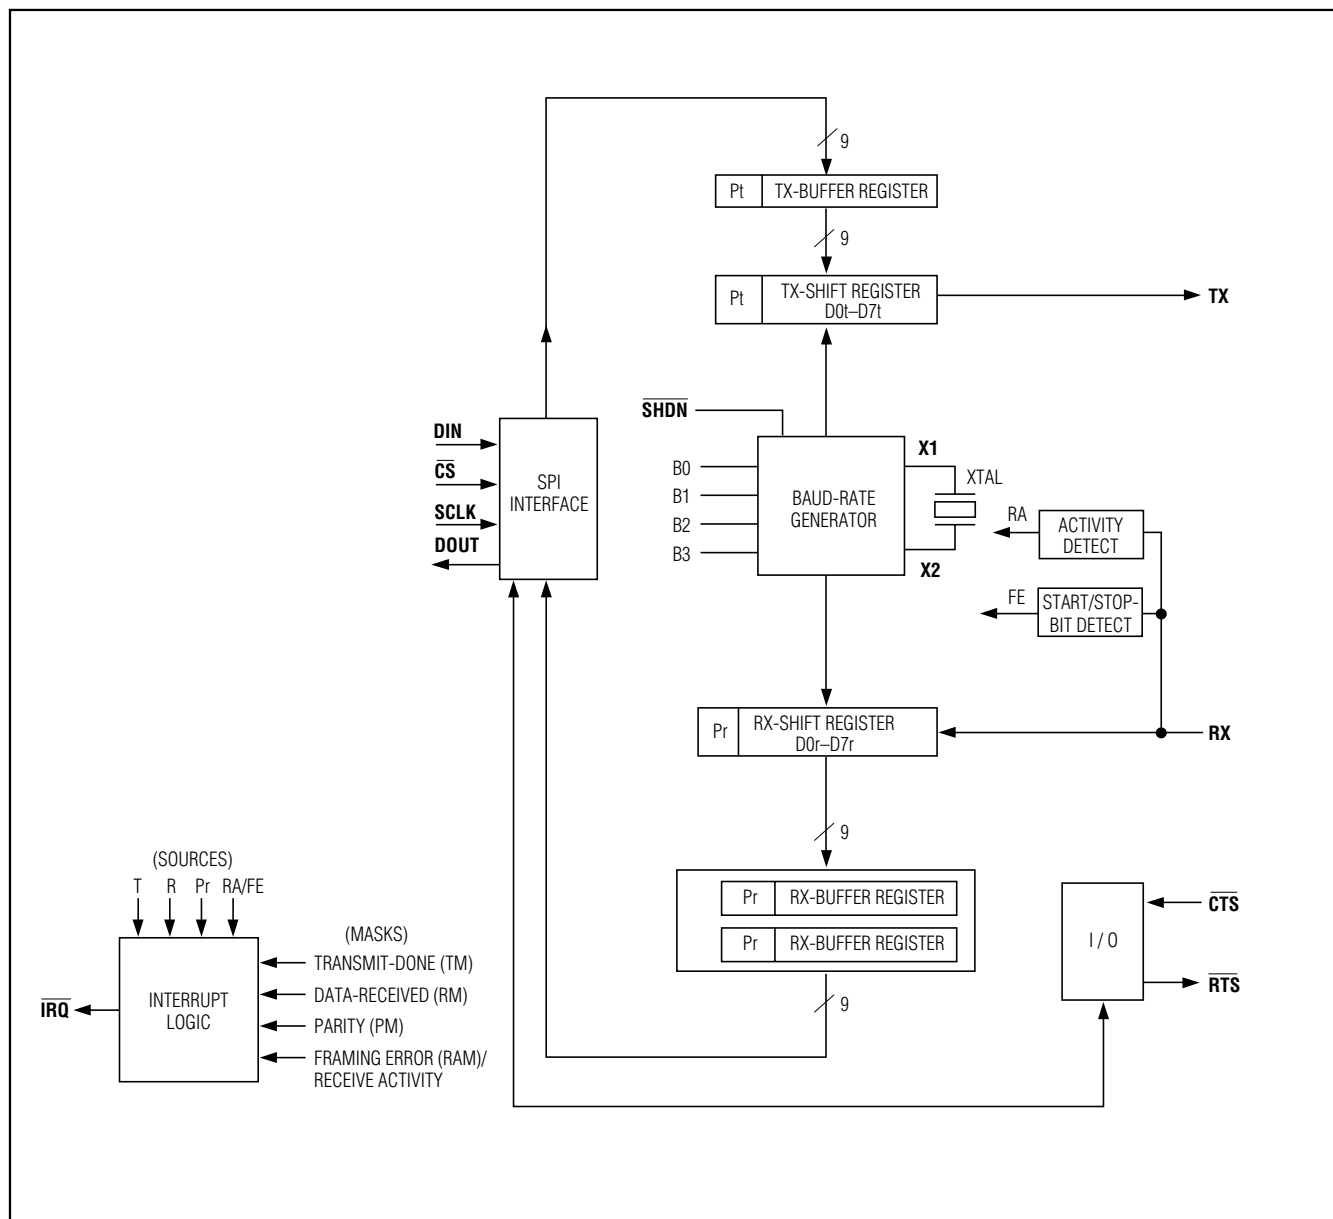 9
Pt TX-BUFFER REGISTER
9
Pt TX-SHIFT REGISTER
D0t–D7t
TX
SHDN
DIN
CS
SCLK
DOUT
SPI
INTERFACE
B0
B1
B2
B3
BAUD-RATE
GENERATOR
X1
XTAL
X2
RA
ACTIVITY
DETECT
FE
START/STOP-
BIT DETECT
Pr RX-SHIFT REGISTER
D0r–D7r
RX
9
Pr RX-BUFFER REGISTER
Pr RX-BUFFER REGISTER
9
I / O
CTS
RTS
(SOURCES)
T R Pr RA/FE
(MASKS)
TRANSMIT-DONE (TM)
DATA-RECEIVED (RM)
PARITY (PM)
FRAMING ERROR (RAM)/
RECEIVE ACTIVITY
INTERRUPT
LOGIC
IRQ